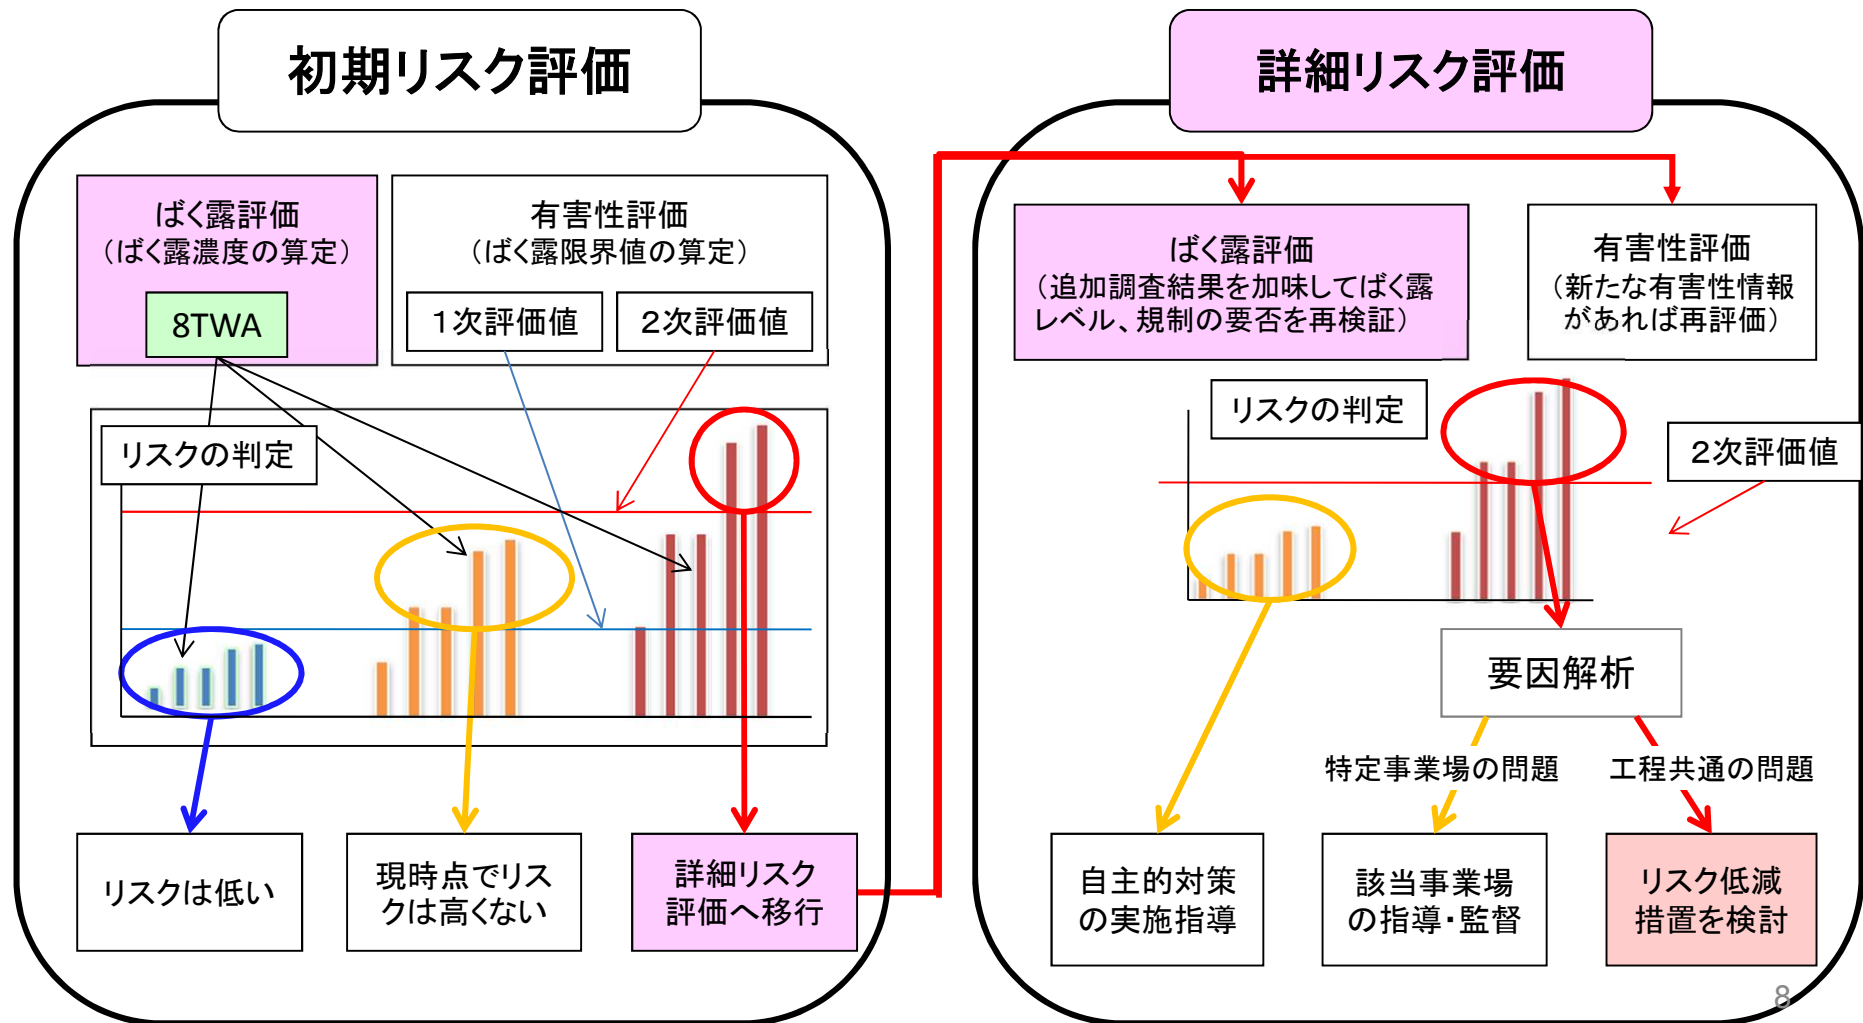 初期リスク評価
ばく露評価
（ばく露濃度の算定）
8TWA
有害性評価
（ばく露限界値の算定）
１次評価値
２次評価値
リスクの判定
リスクは低い
現時点でリス
クは高くない
詳細リスク
評価へ移行
詳細リスク評価
ばく露評価
（追加調査結果を加味してばく露
レベル、規制の要否を再検証）
有害性評価
（新たな有害性情報
があれば再評価）
リスクの判定
２次評価値
要因解析
特定事業場の問題
工程共通の問題
自主的対策
の実施指導
該当事業場
の指導・監督
リスク低減
措置を検討
8